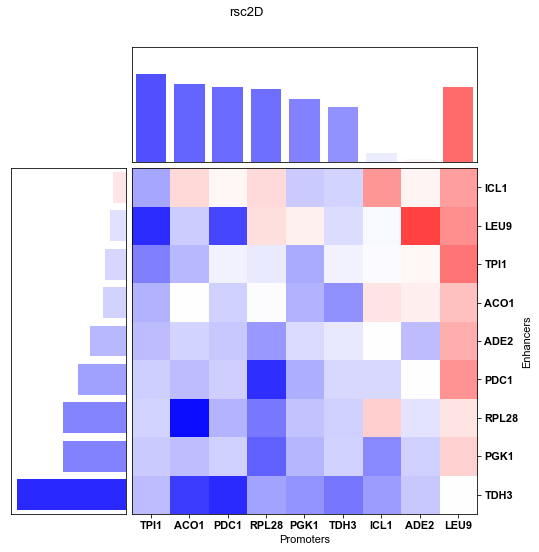 rsc2D
ICL1
LEU9
TPI1
ACO1
ADE2
PDC1
RPL28
PGK1
TDH3
Enhancers
TPI1 ACO1 PDC1 RPL28 PGK1 TDH3 ICL1 ADE2 LEU9
Promoters